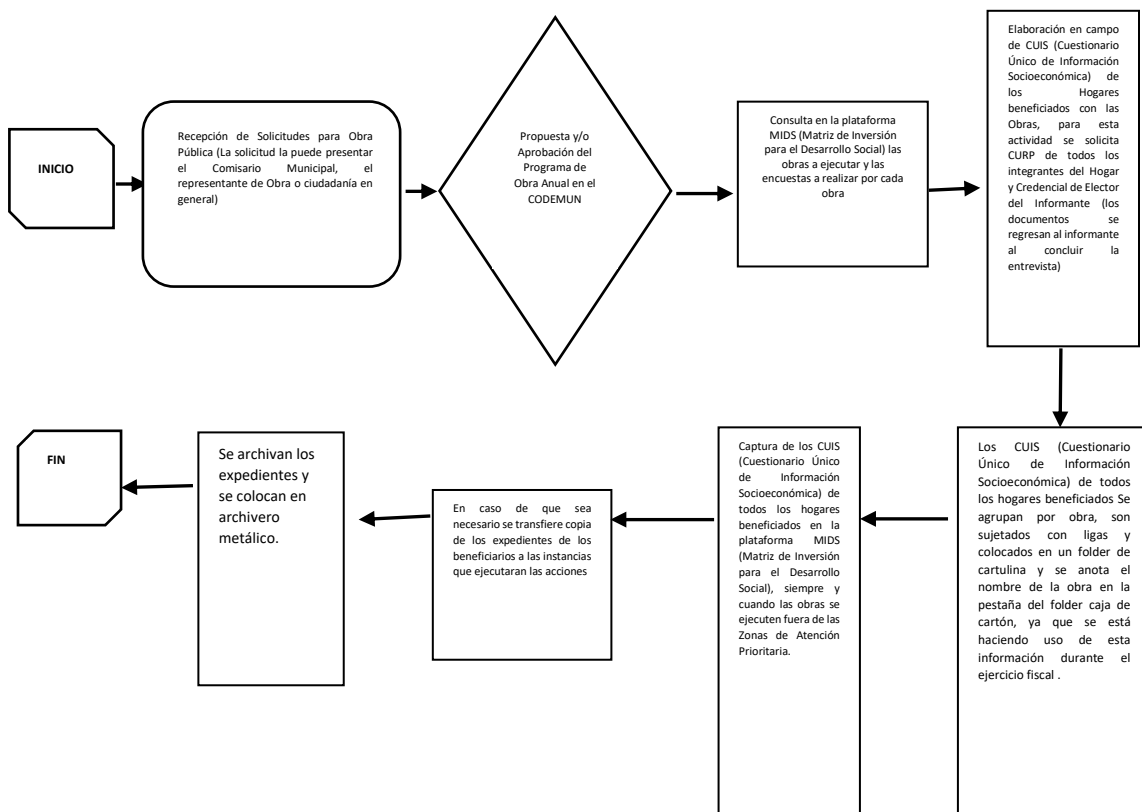 INICIO
Recepción de Solicitudes para Obra
Pública (La solicitud la puede presentar
el Comisario Municipal, el
representante de Obra o ciudadanía en
general)
Propuesta y/o
Aprobación del
Programa de
Obra Anual en el
CODEMUN
Consulta en la plataforma
MIDS (Matriz de Inversión
para el Desarrollo Social) las
obras a ejecutar y las
encuestas a realizar por cada
obra
Elaboración en campo
de CUIS (Cuestionario
Único de Información
Socioeconómica) de
los Hogares
beneficiados con las
Obras, para esta
actividad se solicita
CURP de todos los
integrantes del Hogar
y Credencial de Elector
del Informante (los
documentos se
regresan al informante
al concluir la
entrevista)
Los CUIS (Cuestionario
Único de Información
Socioeconómica) de todos
los hogares beneficiados Se
agrupan por obra, son
sujetados con ligas y
colocados en un folder de
cartulina y se anota el
nombre de la obra en la
pestaña del folder caja de
cartón, ya que se está
haciendo uso de esta
información durante el
ejercicio fiscal .
Captura de los CUIS
(Cuestionario Único
de Información
Socioeconómica) de
todos los hogares
beneficiados en la
plataforma MIDS
(Matriz de Inversión
para el Desarrollo
Social), siempre y
cuando las obras se
ejecuten fuera de las
Zonas de Atención
Prioritaria.
En caso de que sea
necesario se transfiere copia
de los expedientes de los
beneficiarios a las instancias
que ejecutaran las acciones
Se archivan los
expedientes y
se colocan en
archivero
metálico.
FIN